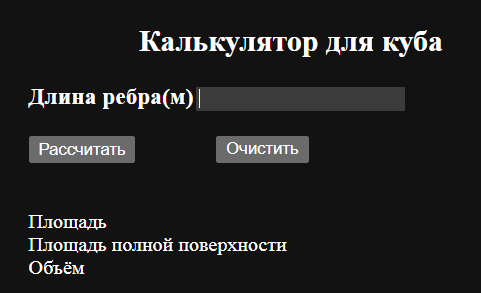 Калькулятор для куба
Длина ребра(м)
Рассчитать Очистить
Площадь
Площадь полной поверхности
Объём